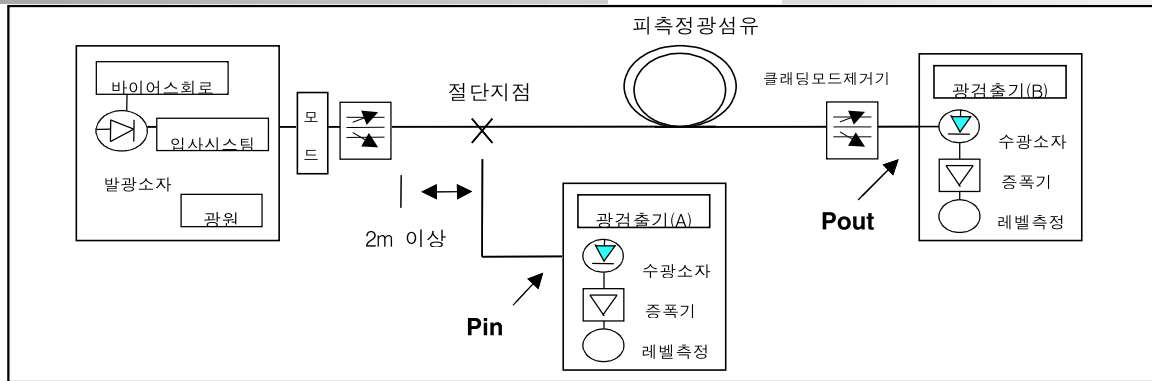 피측정광섬유
바이어스회로
입사시스팀
발광소자
광원
모
드
절단지점
2m 이상
클래딩모드제거기
광검출기(B)
수광소자
증폭기
레벨측정
Pout
광검출기(A)
수광소자
증폭기
레벨측정
Pin